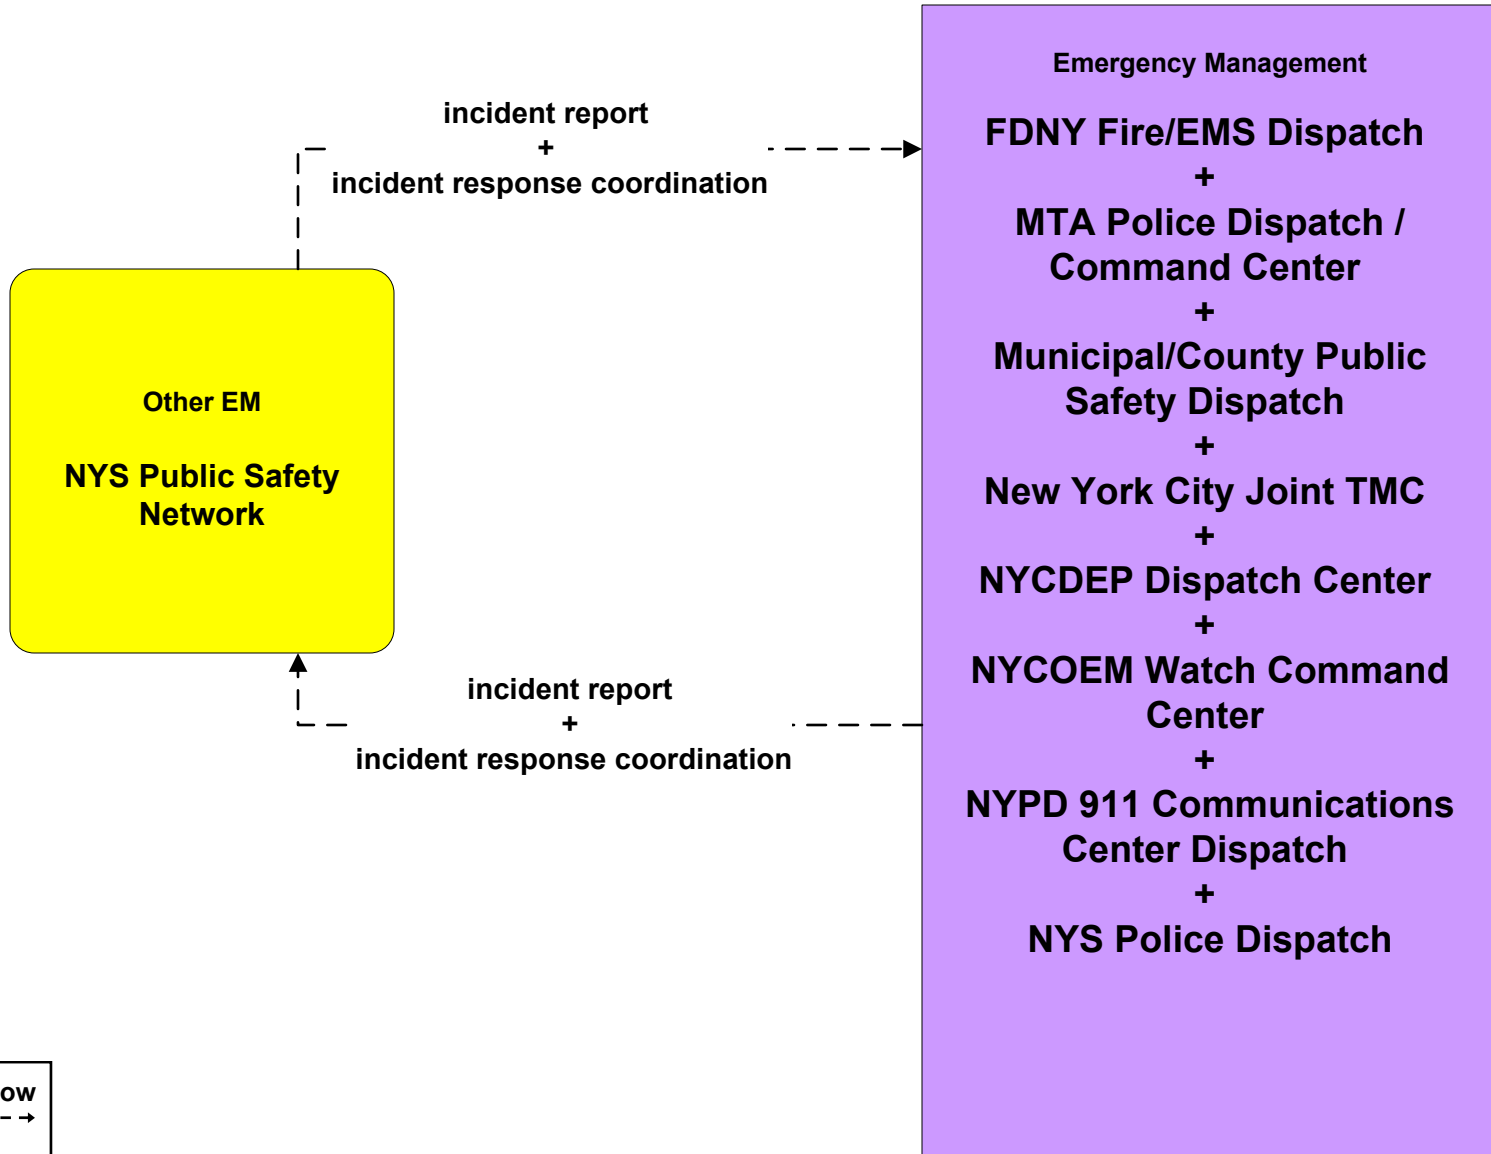 Emergency Management
FDNY Fire/EMS Dispatch
+
MTA Police Dispatch /
Command Center
+
Municipal/County Public
Safety Dispatch
+
New York City Joint TMC
+
NYCDEP Dispatch Center
+
NYCOEM Watch Command
Center
+
NYPD 911 Communications
Center Dispatch
+
NYS Police Dispatch
incident report
+
incident response coordination
Other EM
NYS Public Safety
Network
incident report
+
incident response coordination
ow